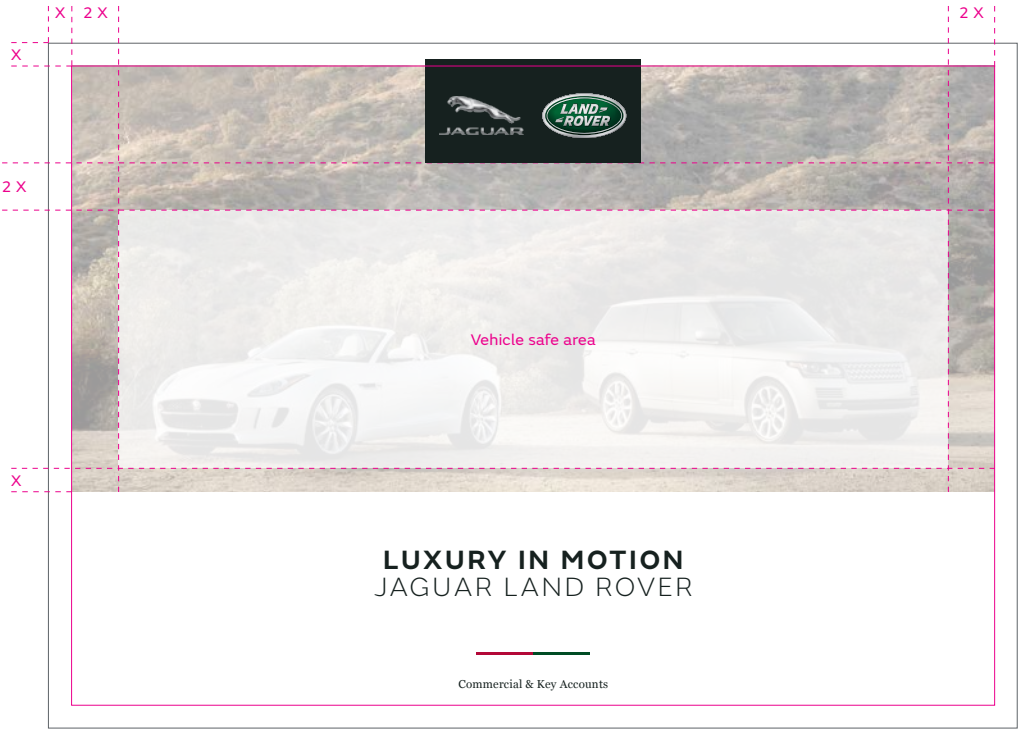 X 2 X 2 X
X
JAGUAR
LAND
ROVER
2 X
Vehicle safe area
X
LUXURY IN MOTION
JAGUAR LAND ROVER
Commercial & Key Accounts